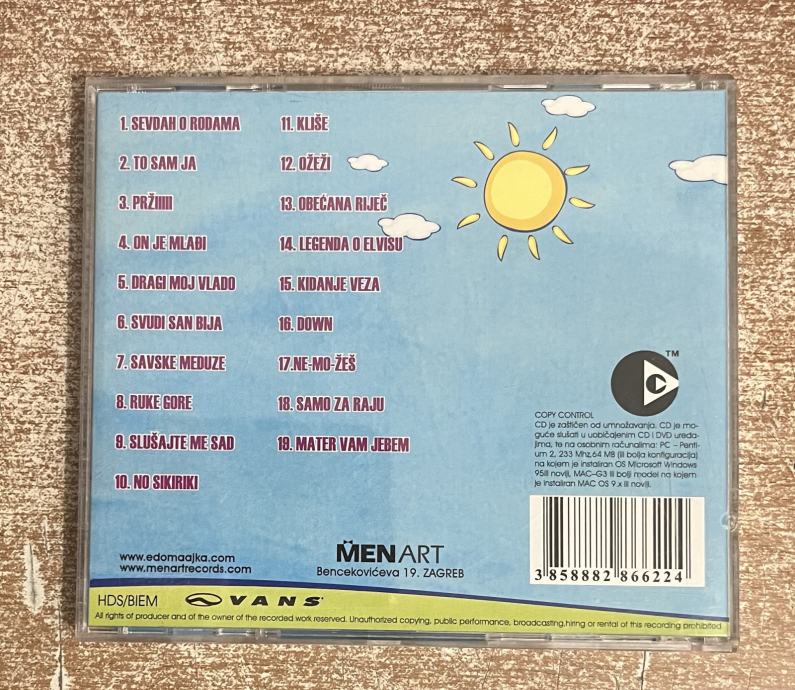 1. SEVDAH O RODAMA
2. TO SAM JA
3. PRŽIIIII
4. ON JE MLAĐI
5. DRAGI MOJ VLADO
6. SVUDI SAN BIJA
7. SAVSKE MEDUZE
8. RUKE GORE
9. SLUŠAJTE ME SAD
10. NO SIKIRIKI
11. KLIŠE
12. OŽEŽI
13. OBEĆANA RIJEČ
14. LEGENDA O ELVISU
15. KIDANJE VEZA
16. DOWN
17.NE-MO-ŽEŠ
18. SAMO ZA RAJU
19. MATER VAM JEBEM
TM
COPY CONTROL
CD je zaštičen od umnožavanja. CD je mo-
guće slušati u uobičajenim CD i DVD uređa-
jima, te na osobnim računalima: PC - Penti-
um 2, 233 Mhz,64 MB (ili bolja konfiguracija)
na kojem je instaliran OS Microsoft Windows
95ili noviji, MAC-G3 ili bolji model na kojem
je instaliran MAC OS 9.x ili noviji.
3 858882 866224
www.edomaajka.com
www.menartrecords.com
MENART
Bencekovićeva 19. ZAGREB
HDS/BIEM VANS
All rights of producer and of the owner of the recorded work reserved. Unauthorized copying, public performance, broadcasting,hiring or rental of this recording prohibited